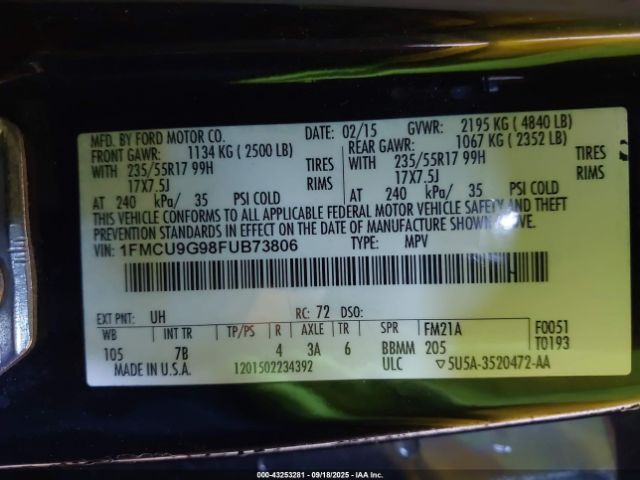 MFD. BY FORD MOTOR CO.
DATE: 02/15 GVWR: 2195 KG ( 4840 LB)
FRONT GAWR: 1134 KG ( 2500 LB) REAR GAWR: 1067 KG ( 2352 LB)
WITH 235/55R17 99H TIRES WITH 235/55R17 99H TIRES
17X7.5J RIMS 17X7.5J RIMS
AT 240 kPa/ 35 PSI COLD AT 240 kPa/ 35 PSI COLD
THIS VEHICLE CONFORMS TO ALL APPLICABLE FEDERAL MOTOR VEHICLE SAFETY AND THEFT
PREVENTION STANDARDS IN EFFECT ON THE DATE OF MANUFACTURE SHOWN ABOVE.
VIN: 1FMCU9G98FUB73806 TYPE: MPV
EXT PNT: UH RC: 72 DSO:
WB INT TR TP/PS R AXLE TR SPR FM21A F0051
105 7B 4 3A 6 BBMM 205 T0193
MADE IN U.S.A. 1201502234392 ULC ▽5U5A-3520472-AA
000-43253281 - 09/18/2025 - IAA Inc.